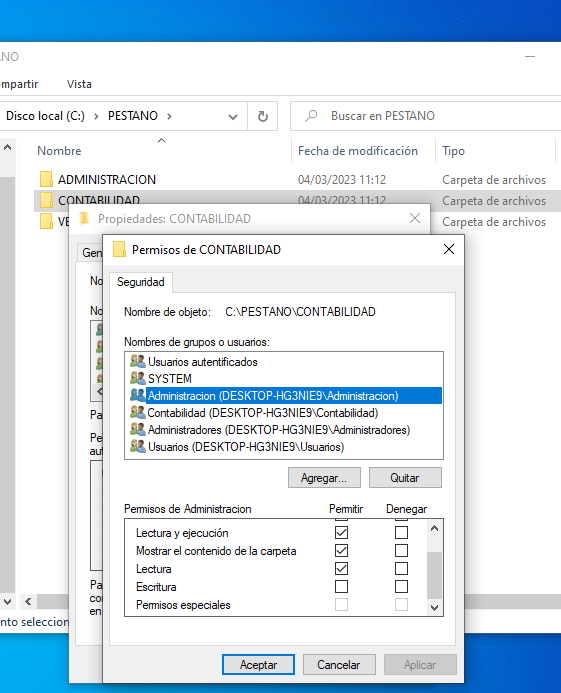 NO
mpartir Vista
Disco local (C:) PESTANO
Buscar en PESTANO
Nombre Fecha de modificación Tipo
ADMINISTRACION 04/03/2023 11:12 Carpeta de archivos
CONTABILIDAD 04/03/2023 11:12 Carpeta de archivos
VE Carpeta de archivos
Propiedades: CONTABILIDAD
Gen
No
No
Pa
Pe
au
Pa
co
en
nto seleccion
Permisos de CONTABILIDAD
Seguridad
Nombre de objeto: C:\PESTANO\CONTABILIDAD
Nombres de grupos o usuarios:
Usuarios autentificados
SYSTEM
Administracion (DESKTOP-HG3NIE9\Administracion)
Contabilidad (DESKTOP-HG3NIE9\Contabilidad)
Administradores (DESKTOP-HG3NIE9\Administradores)
Usuarios (DESKTOP-HG3NIE9\Usuarios)
Agregar... Quitar
Permisos de Administracion Permitir Denegar
Lectura y ejecución
Mostrar el contenido de la carpeta
Lectura
Escritura
Permisos especiales
Aceptar Cancelar Aplicar